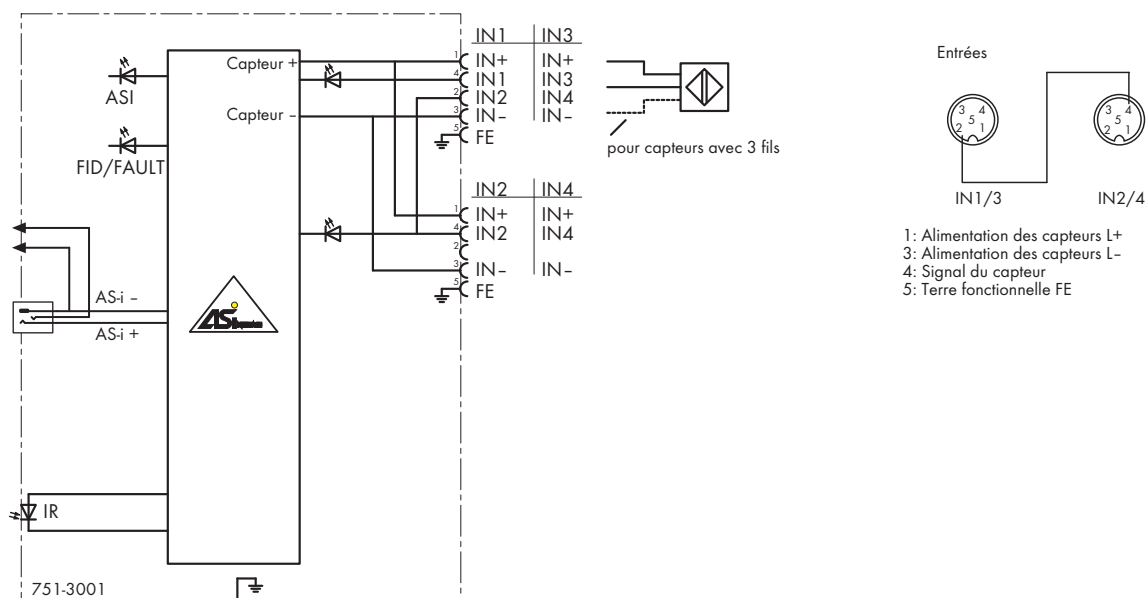 IN1 IN3
1 IN+ IN+
4 IN1 IN3
2 IN2 IN4
3 IN– IN–
5 FE
Capteur +
Capteur –
ASI
FID/FAULT
pour capteurs avec 3 fils
IN2 IN4
1 IN+ IN+
4 IN2 IN4
2
3 IN– IN–
5 FE
AS-i –
AS-i +
ASi
IR
751-3001
Entrées
3 4
5
2 1
3 4
5
2 1
IN1/3 IN2/4
1: Alimentation des capteurs L+
3: Alimentation des capteurs L–
4: Signal du capteur
5: Terre fonctionnelle FE